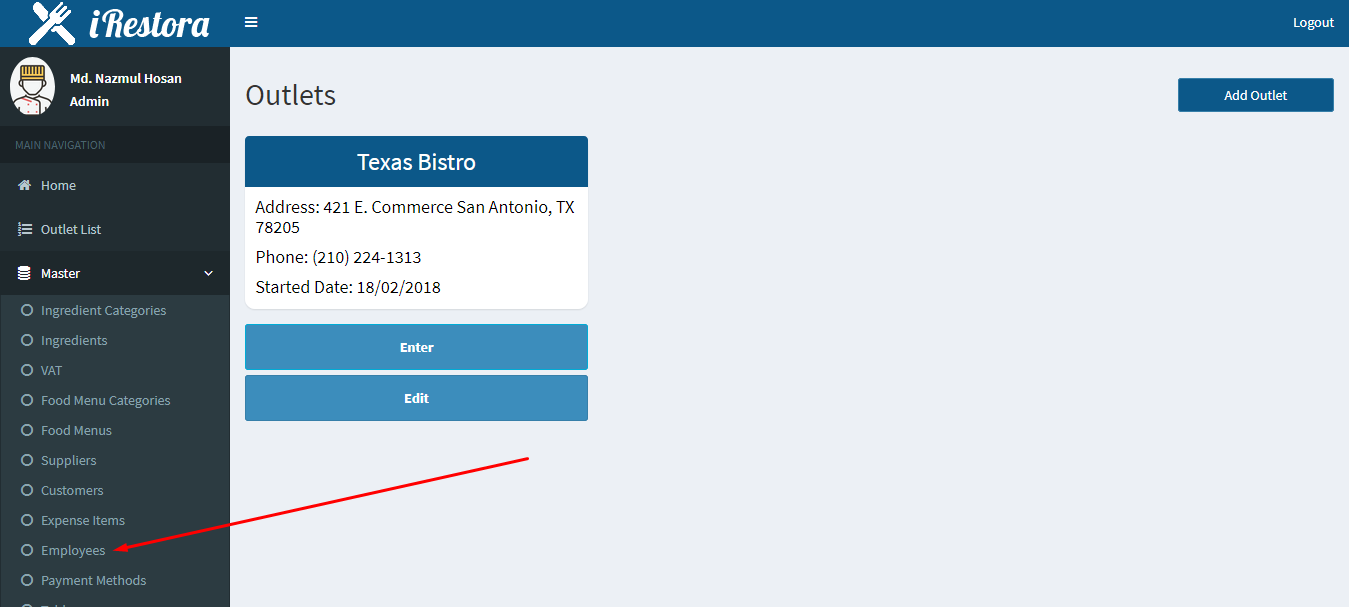 iRestora
Logout
Md. Nazmul Hosan
Admin
MAIN NAVIGATION
Home
Outlet List
Master
Ingredient Categories
Ingredients
VAT
Food Menu Categories
Food Menus
Suppliers
Customers
Expense Items
Employees
Payment Methods
Outlets
Add Outlet
Texas Bistro
Address: 421 E. Commerce San Antonio, TX
78205
Phone: (210) 224-1313
Started Date: 18/02/2018
Enter
Edit